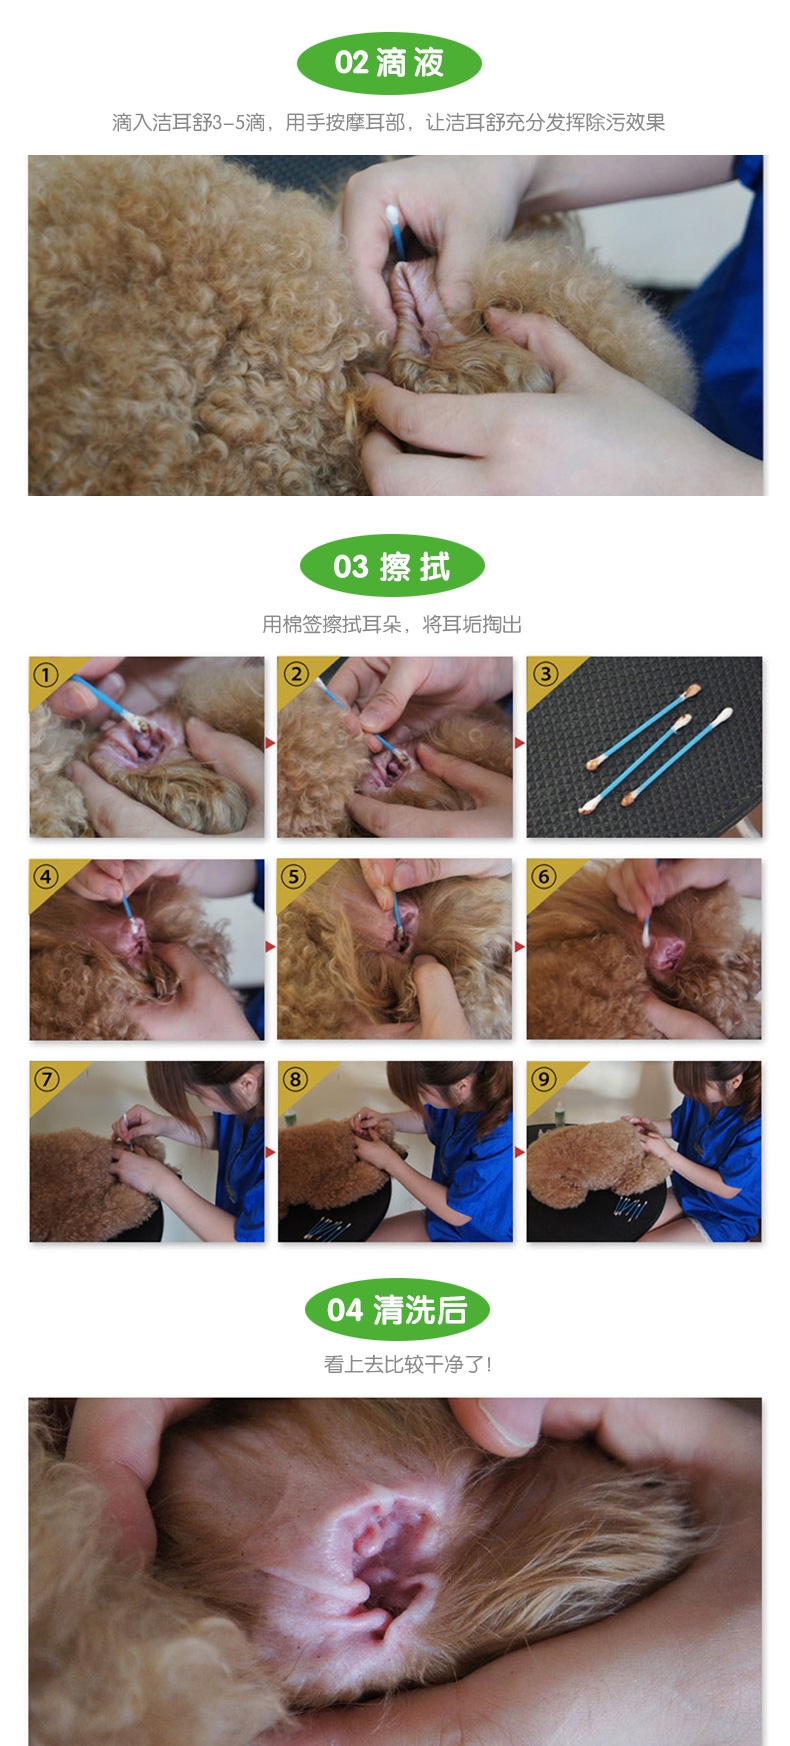 02 滴液
滴入洁耳舒3-5滴，用手按摩耳部，让洁耳舒充分发挥除污效果
03 擦拭
用棉签擦拭耳朵，将耳垢掏出
①
②
③
④
⑤
⑥
⑦
⑧
⑨
04 清洗后
看上去比较干净了！